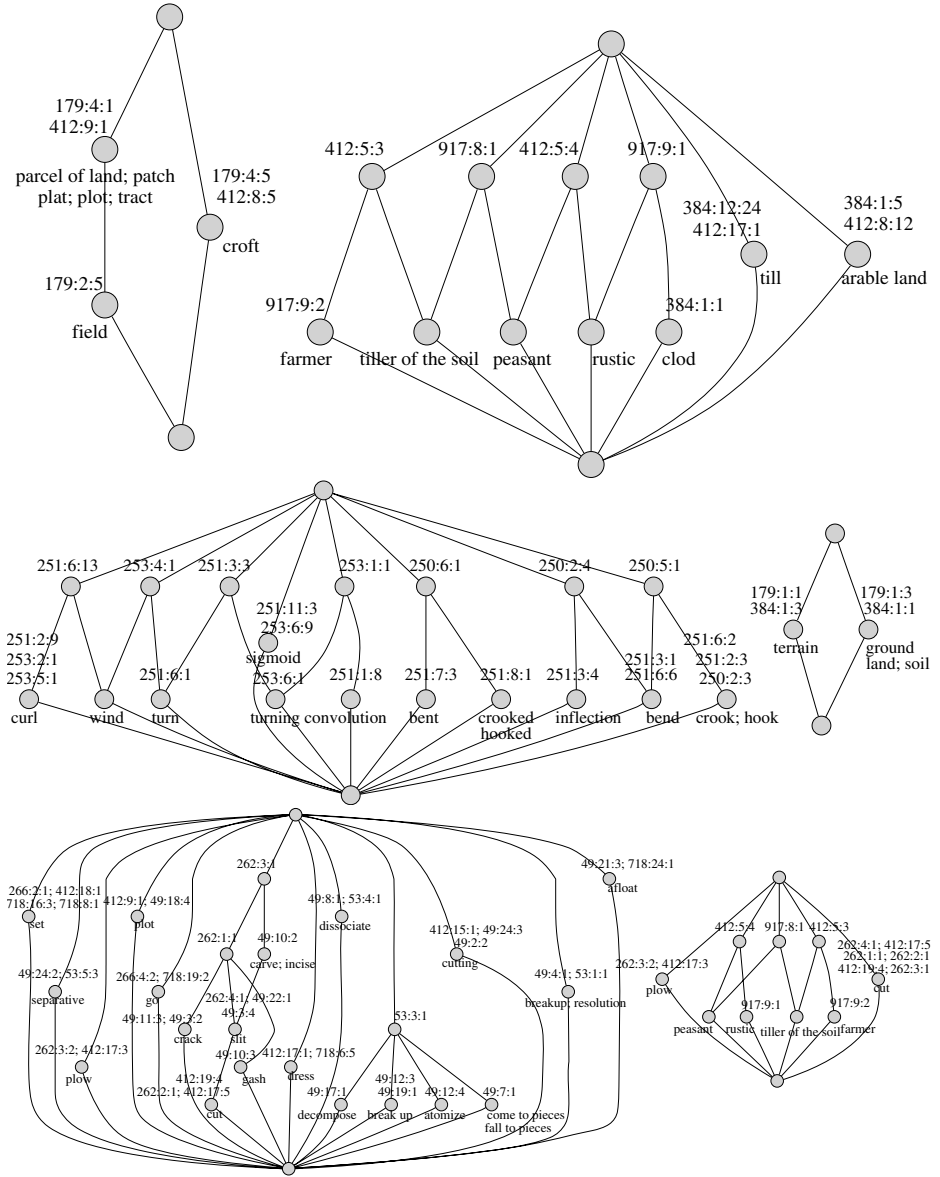 179:4:1
412:9:1
parcel of land; patch
plat; plot; tract
179:4:5
412:8:5
croft
179:2:5
field
412:5:3
917:8:1
412:5:4
917:9:1
384:12:24
412:17:1
till
384:1:5
412:8:12
arable land
917:9:2
384:1:1
farmer
tiller of the soil
peasant
rustic
clod
251:6:13
253:4:1
251:3:3
253:1:1
250:6:1
250:2:4
250:5:1
251:11:3
253:6:9
sigmoid
251:2:9
253:2:1
253:5:1
curl
wind
251:6:1
turn
253:6:1
turning
251:1:8
convolution
251:7:3
bent
251:8:1
crooked
hooked
251:3:4
inflection
251:3:1
251:6:6
bend
251:6:2
251:2:3
250:2:3
crook; hook
179:1:1
384:1:3
terrain
179:1:3
384:1:1
ground
land; soil
266:2:1; 412:18:1
718:16:3; 718:8:1
set
412:9:1; 49:18:4
plot
262:3:1
49:8:1; 53:4:1
dissociate
49:21:3; 718:24:1
afloat
262:1:1
49:10:2
carve; incise
412:15:1; 49:24:3
49:2:2
cutting
49:24:2; 53:5:3
separative
266:4:2; 718:19:2
go
49:4:1; 53:1:1
breakup; resolution
49:11:3; 49:3:2
crack
262:4:1; 49:22:1
49:3:4
slit
53:3:1
262:3:2; 412:17:3
plow
49:10:3
gash
412:17:1; 718:6:5
dress
412:19:4
262:2:1; 412:17:5
cut
49:17:1
decompose
49:12:3
49:19:1
break up
49:12:4
atomize
49:7:1
come to pieces
fall to pieces
412:5:4
917:8:1
412:5:3
262:3:2; 412:17:3
plow
262:4:1; 412:17:5
262:1:1; 262:2:1
412:19:4; 262:3:1
cut
peasant
917:9:1
rustic
tiller of the soil
917:9:2
farmer